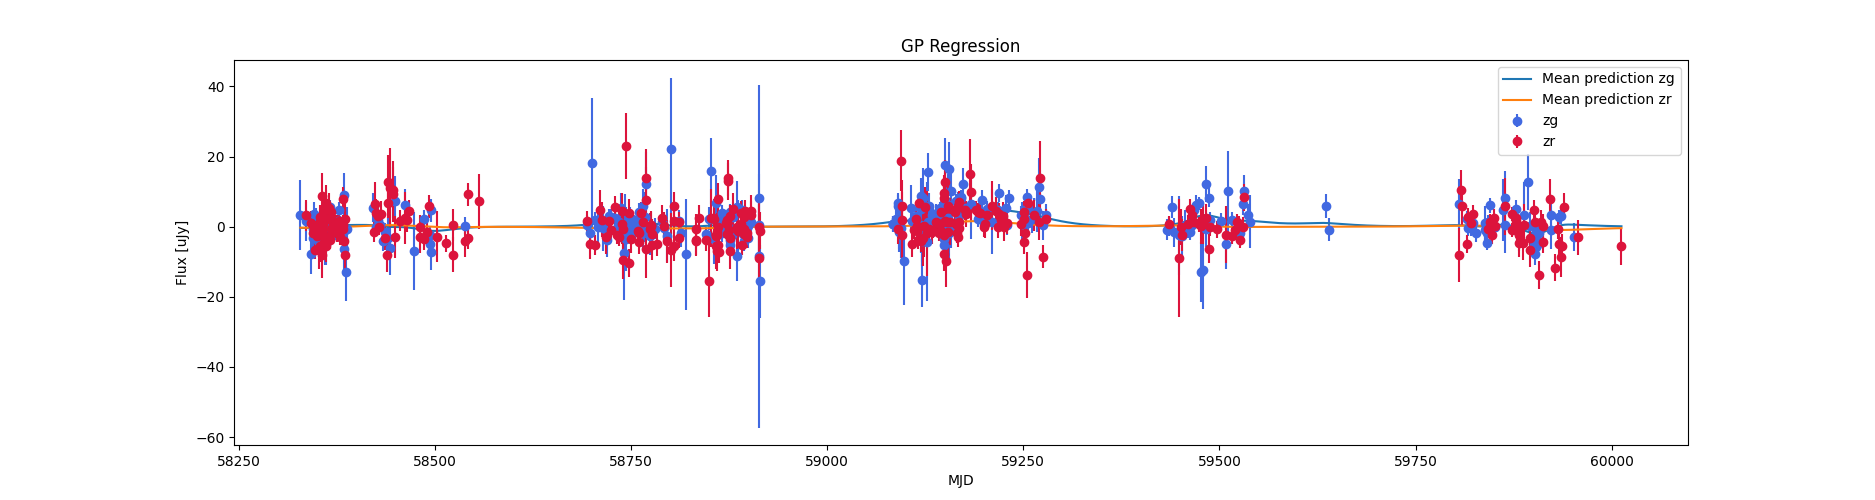 GP Regression
Mean prediction zg
Mean prediction zr
zg
zr
Flux [uJy]
40
20
0
−20
−40
−60
58250
58500
58750
59000
59250
59500
59750
60000
MJD